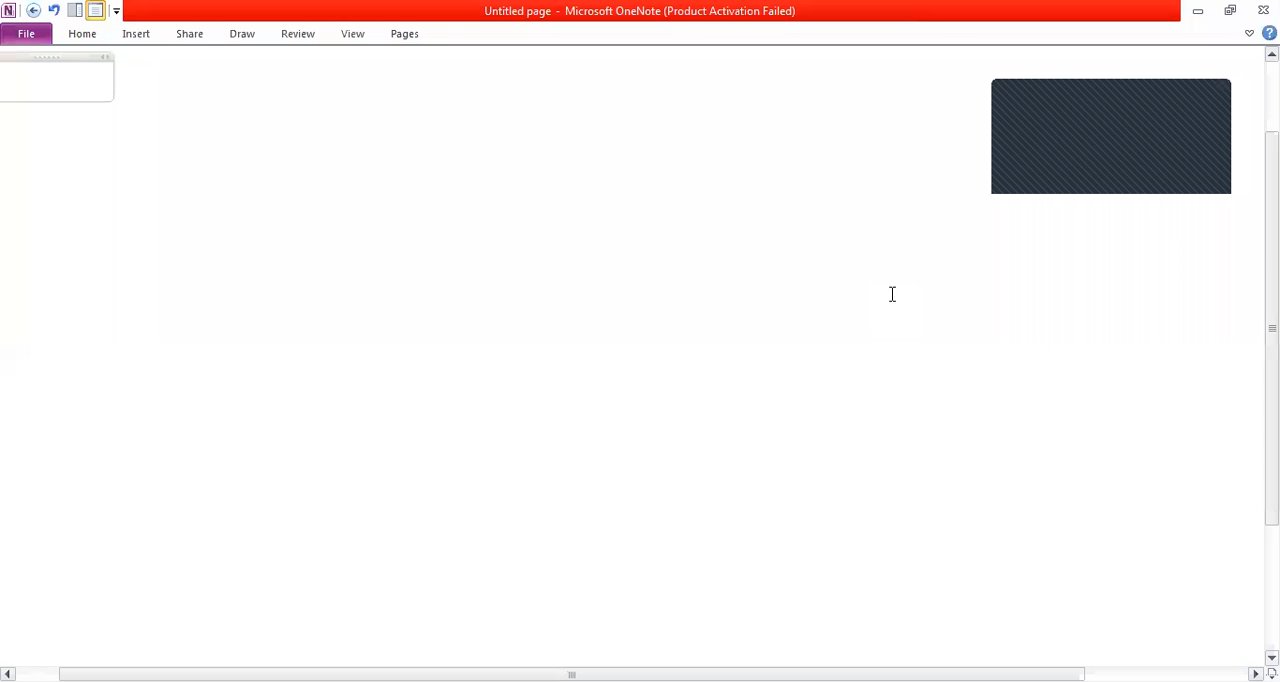 Untitled page - Microsoft OneNote (Product Activation Failed)
File Home Insert Share Draw Review View Pages